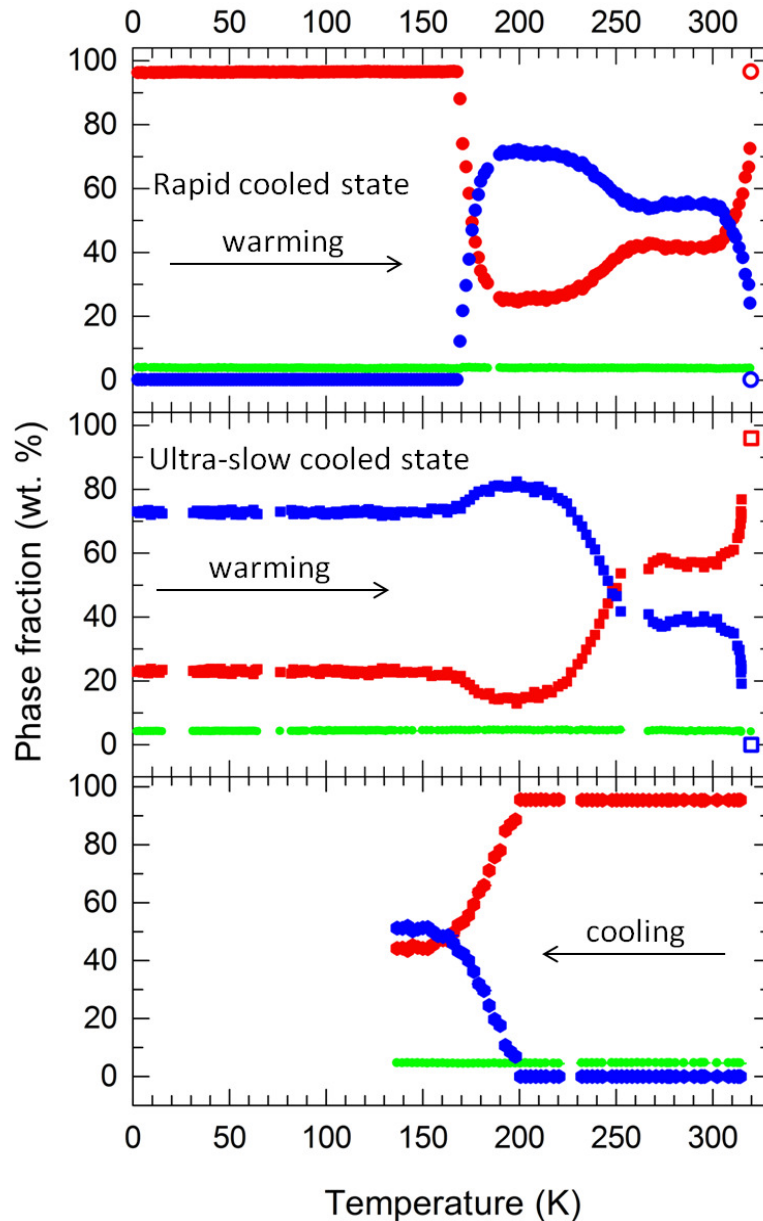 0 50 100 150 200 250 300
100
80
Rapid cooled state
60
warming
40
20
0
100
Ultra-slow cooled state
80
60
warming
40
20
0
Phase fraction (wt. %)
100
80
60
cooling
40
20
0
0 50 100 150 200 250 300
Temperature (K)